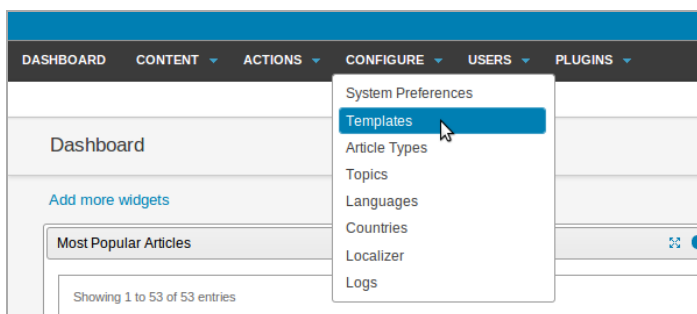 DASHBOARD CONTENT ACTIONS CONFIGURE USERS PLUGINS
System Preferences
Templates
Article Types
Topics
Languages
Countries
Localizer
Logs
Dashboard
Add more widgets
Most Popular Articles
Showing 1 to 53 of 53 entries